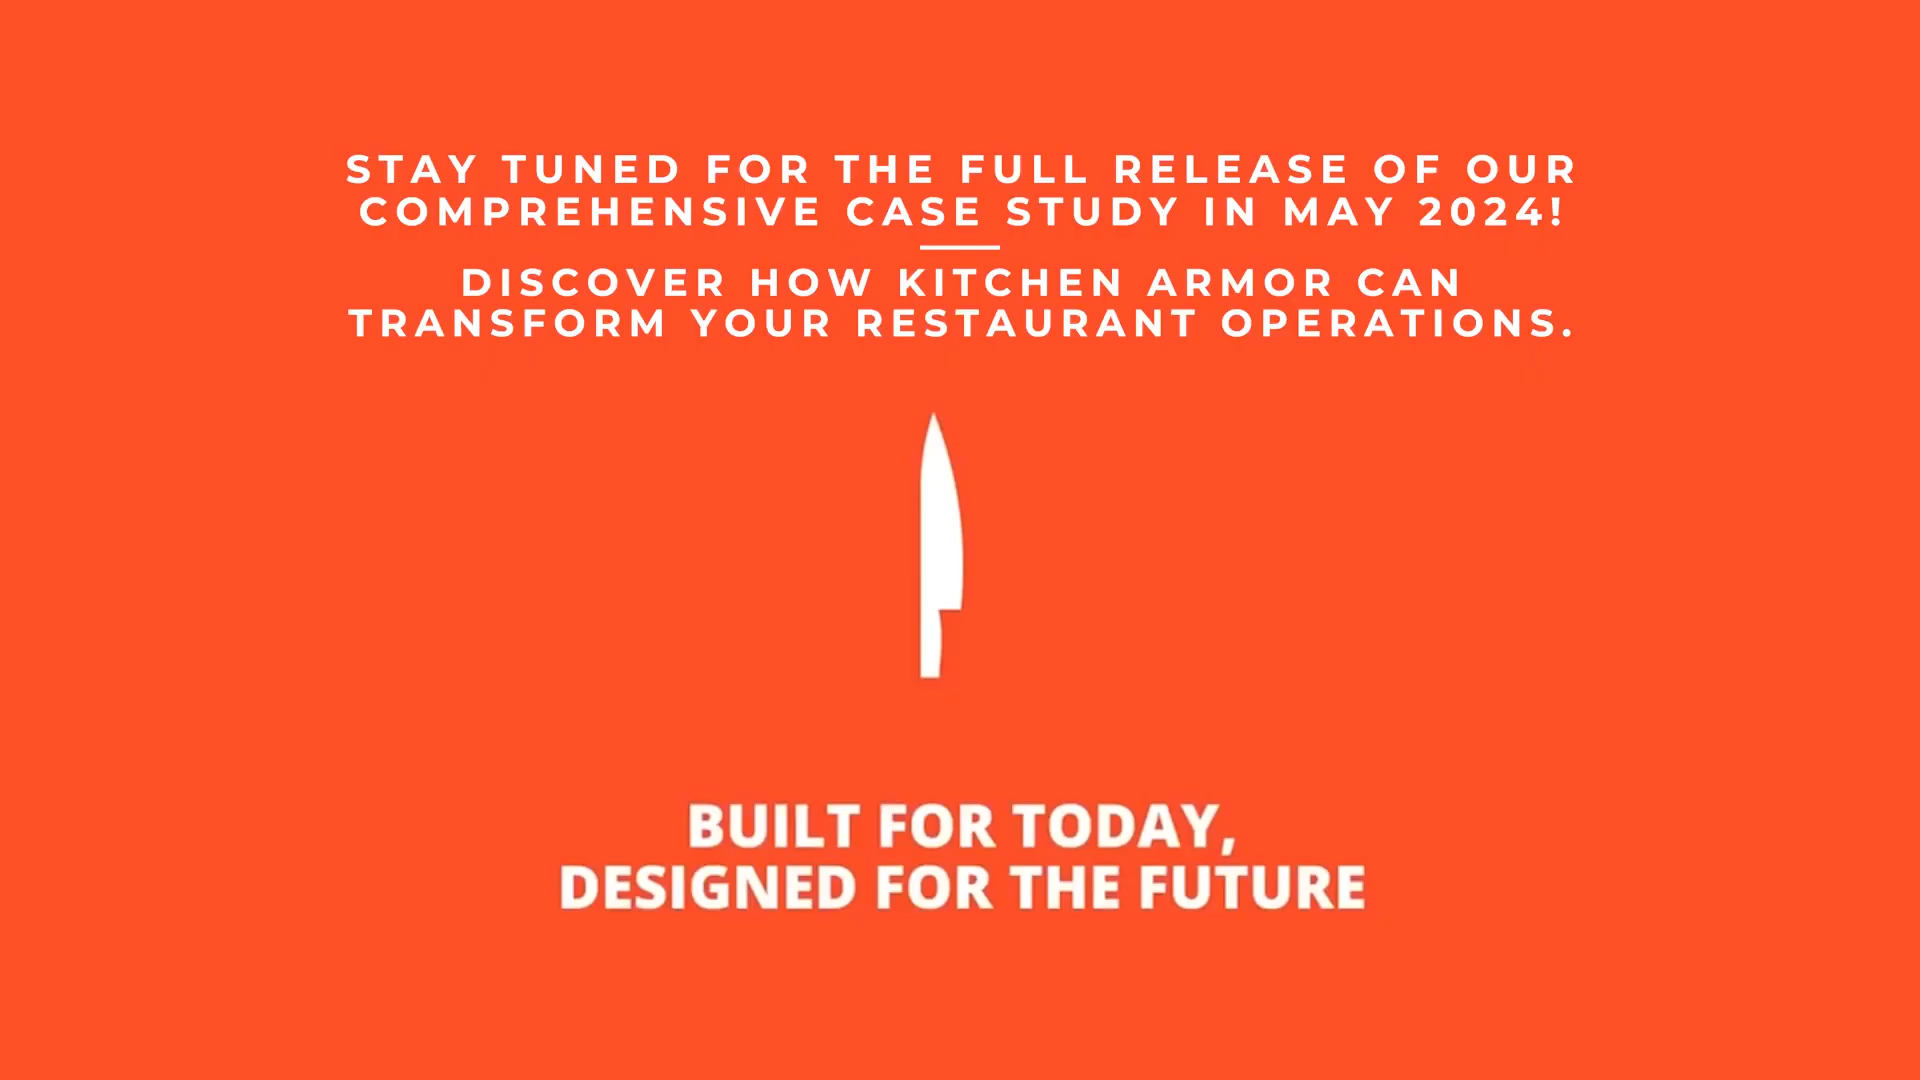 STAY TUNED FOR THE FULL RELEASE OF OUR
COMPREHENSIVE CASE STUDY IN MAY 2024!
DISCOVER HOW KITCHEN ARMOR CAN
TRANSFORM YOUR RESTAURANT OPERATIONS.
BUILT FOR TODAY,
DESIGNED FOR THE FUTURE